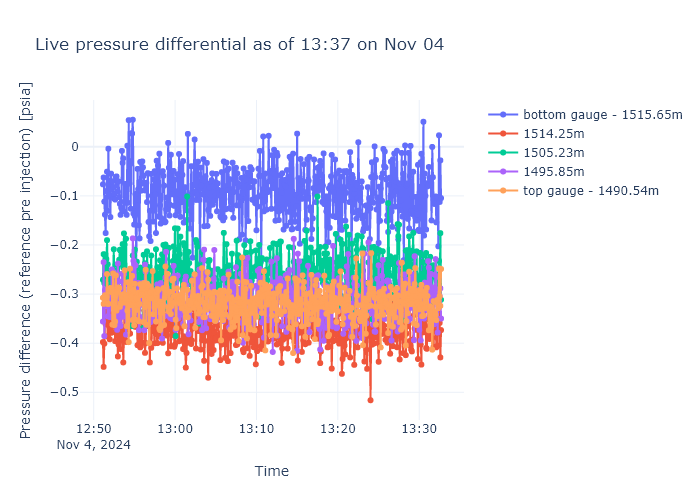 Live pressure differential as of 13:37 on Nov 04
Pressure difference (reference pre injection) [psia]
0
−0.1
−0.2
−0.3
−0.4
−0.5
12:50
Nov 4, 2024
13:00
13:10
13:20
13:30
Time
bottom gauge - 1515.65m
1514.25m
1505.23m
1495.85m
top gauge - 1490.54m